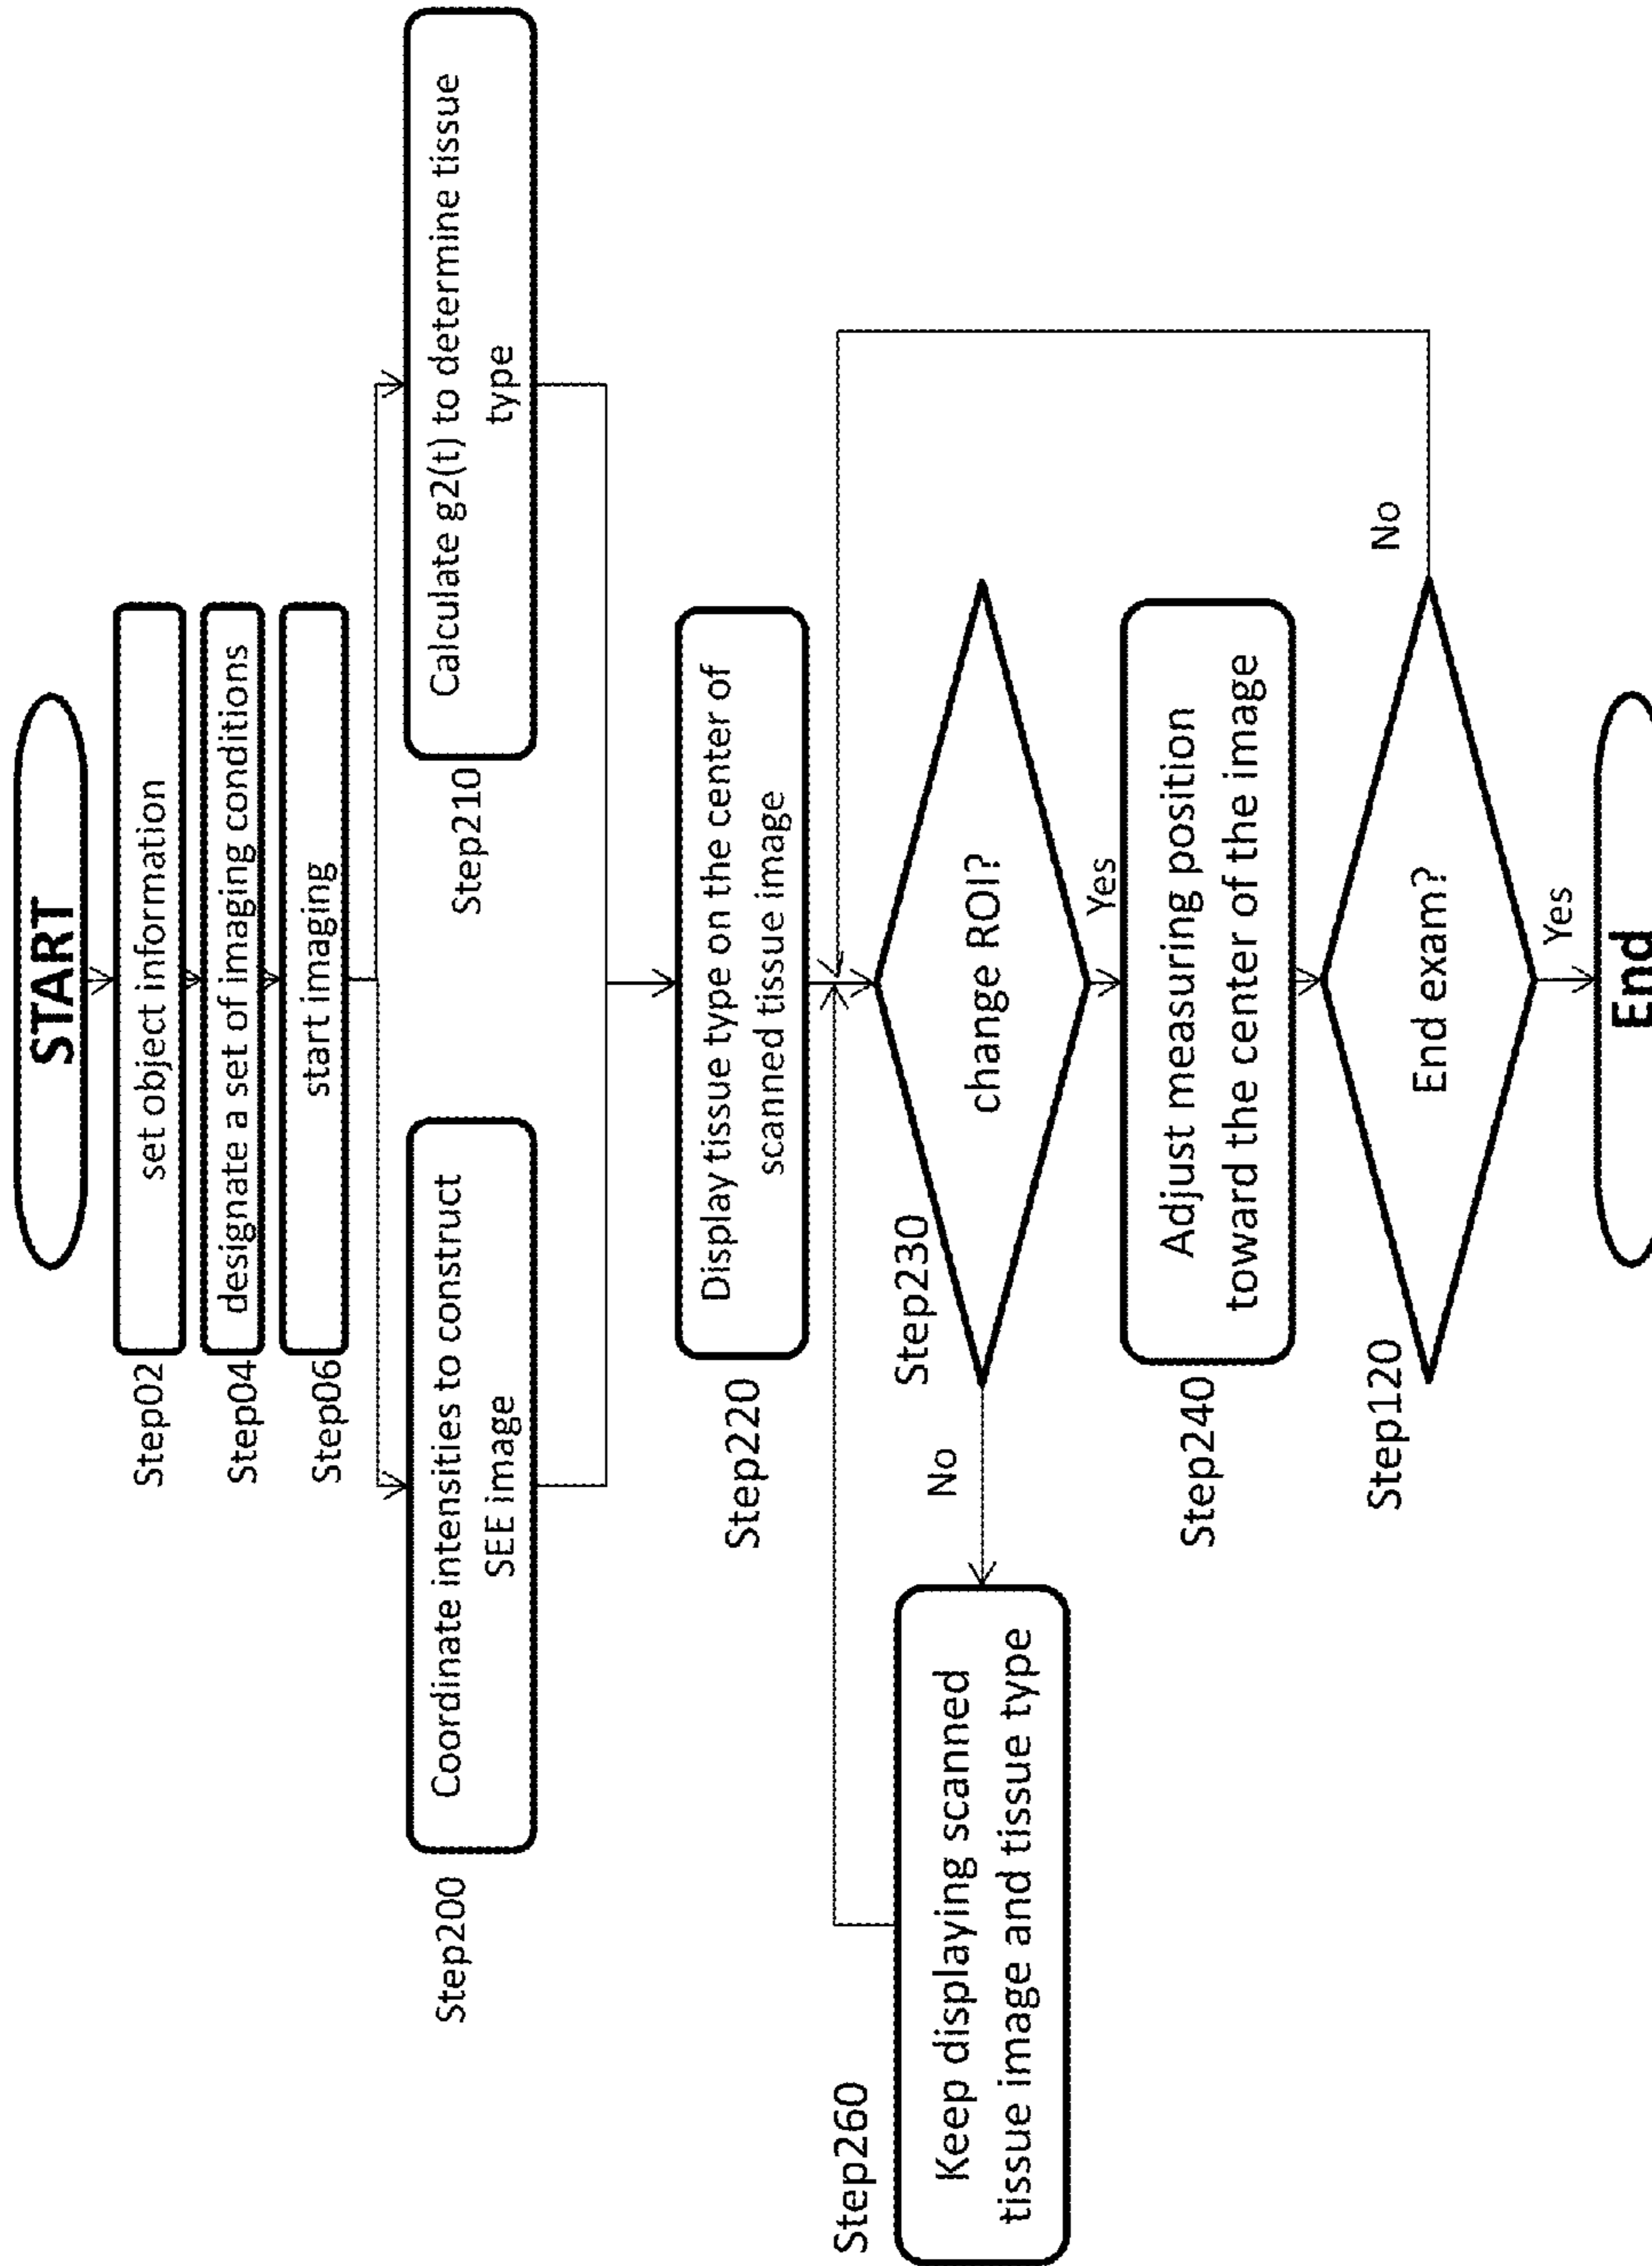 START
Step02
set object information
Step04
designate a set of imaging conditions
Step06
start imaging
Step200
Coordinate intensities to construct
SEE image
Step210
Calculate g2(t) to determine tissue
type
Step220
Display tissue type on the center of
scanned tissue image
Step230
change ROI?
No
Yes
Step260
Keep displaying scanned
tissue image and tissue type
Step240
Adjust measuring position
toward the center of the image
Step120
End exam?
No
Yes
End